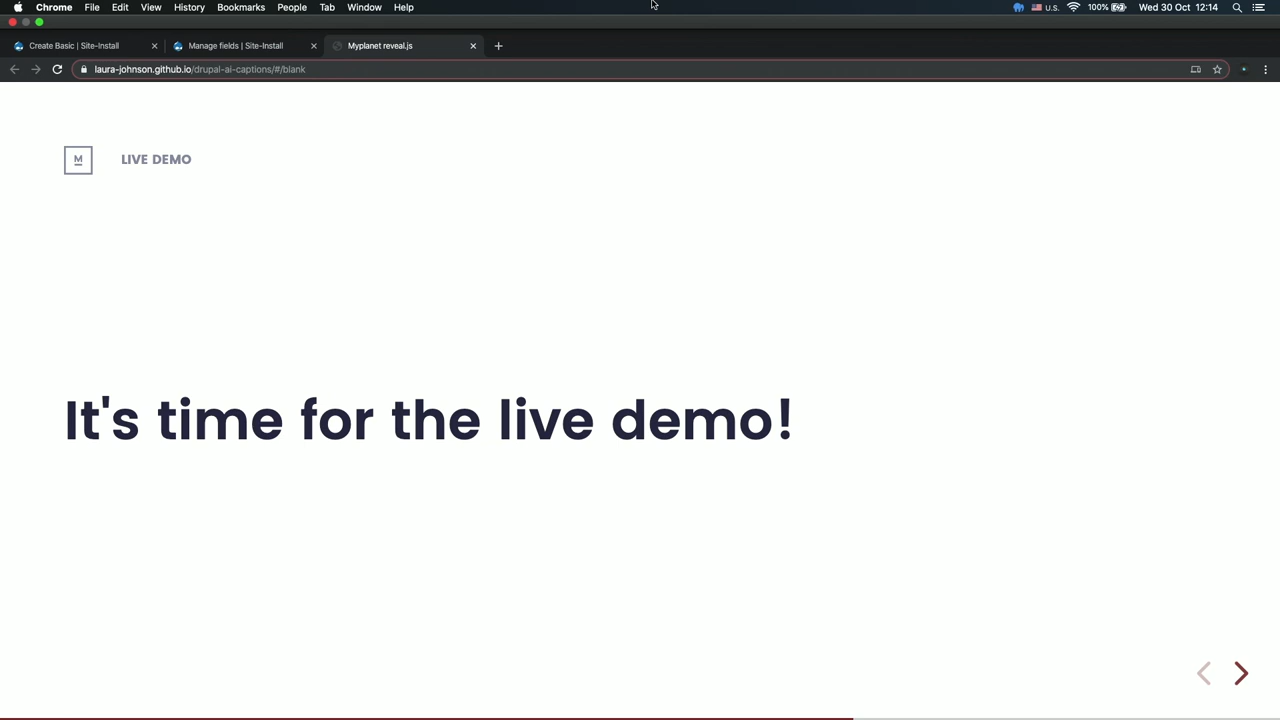 Chrome File Edit View History Bookmarks People Tab Window Help U.S. 100% Wed 30 Oct 12:14
Create Basic | Site-Install Manage fields | Site-Install Myplanet reveal.js
laura-johnson.github.io/drupal-ai-captions/#/blank
M LIVE DEMO
It's time for the live demo!